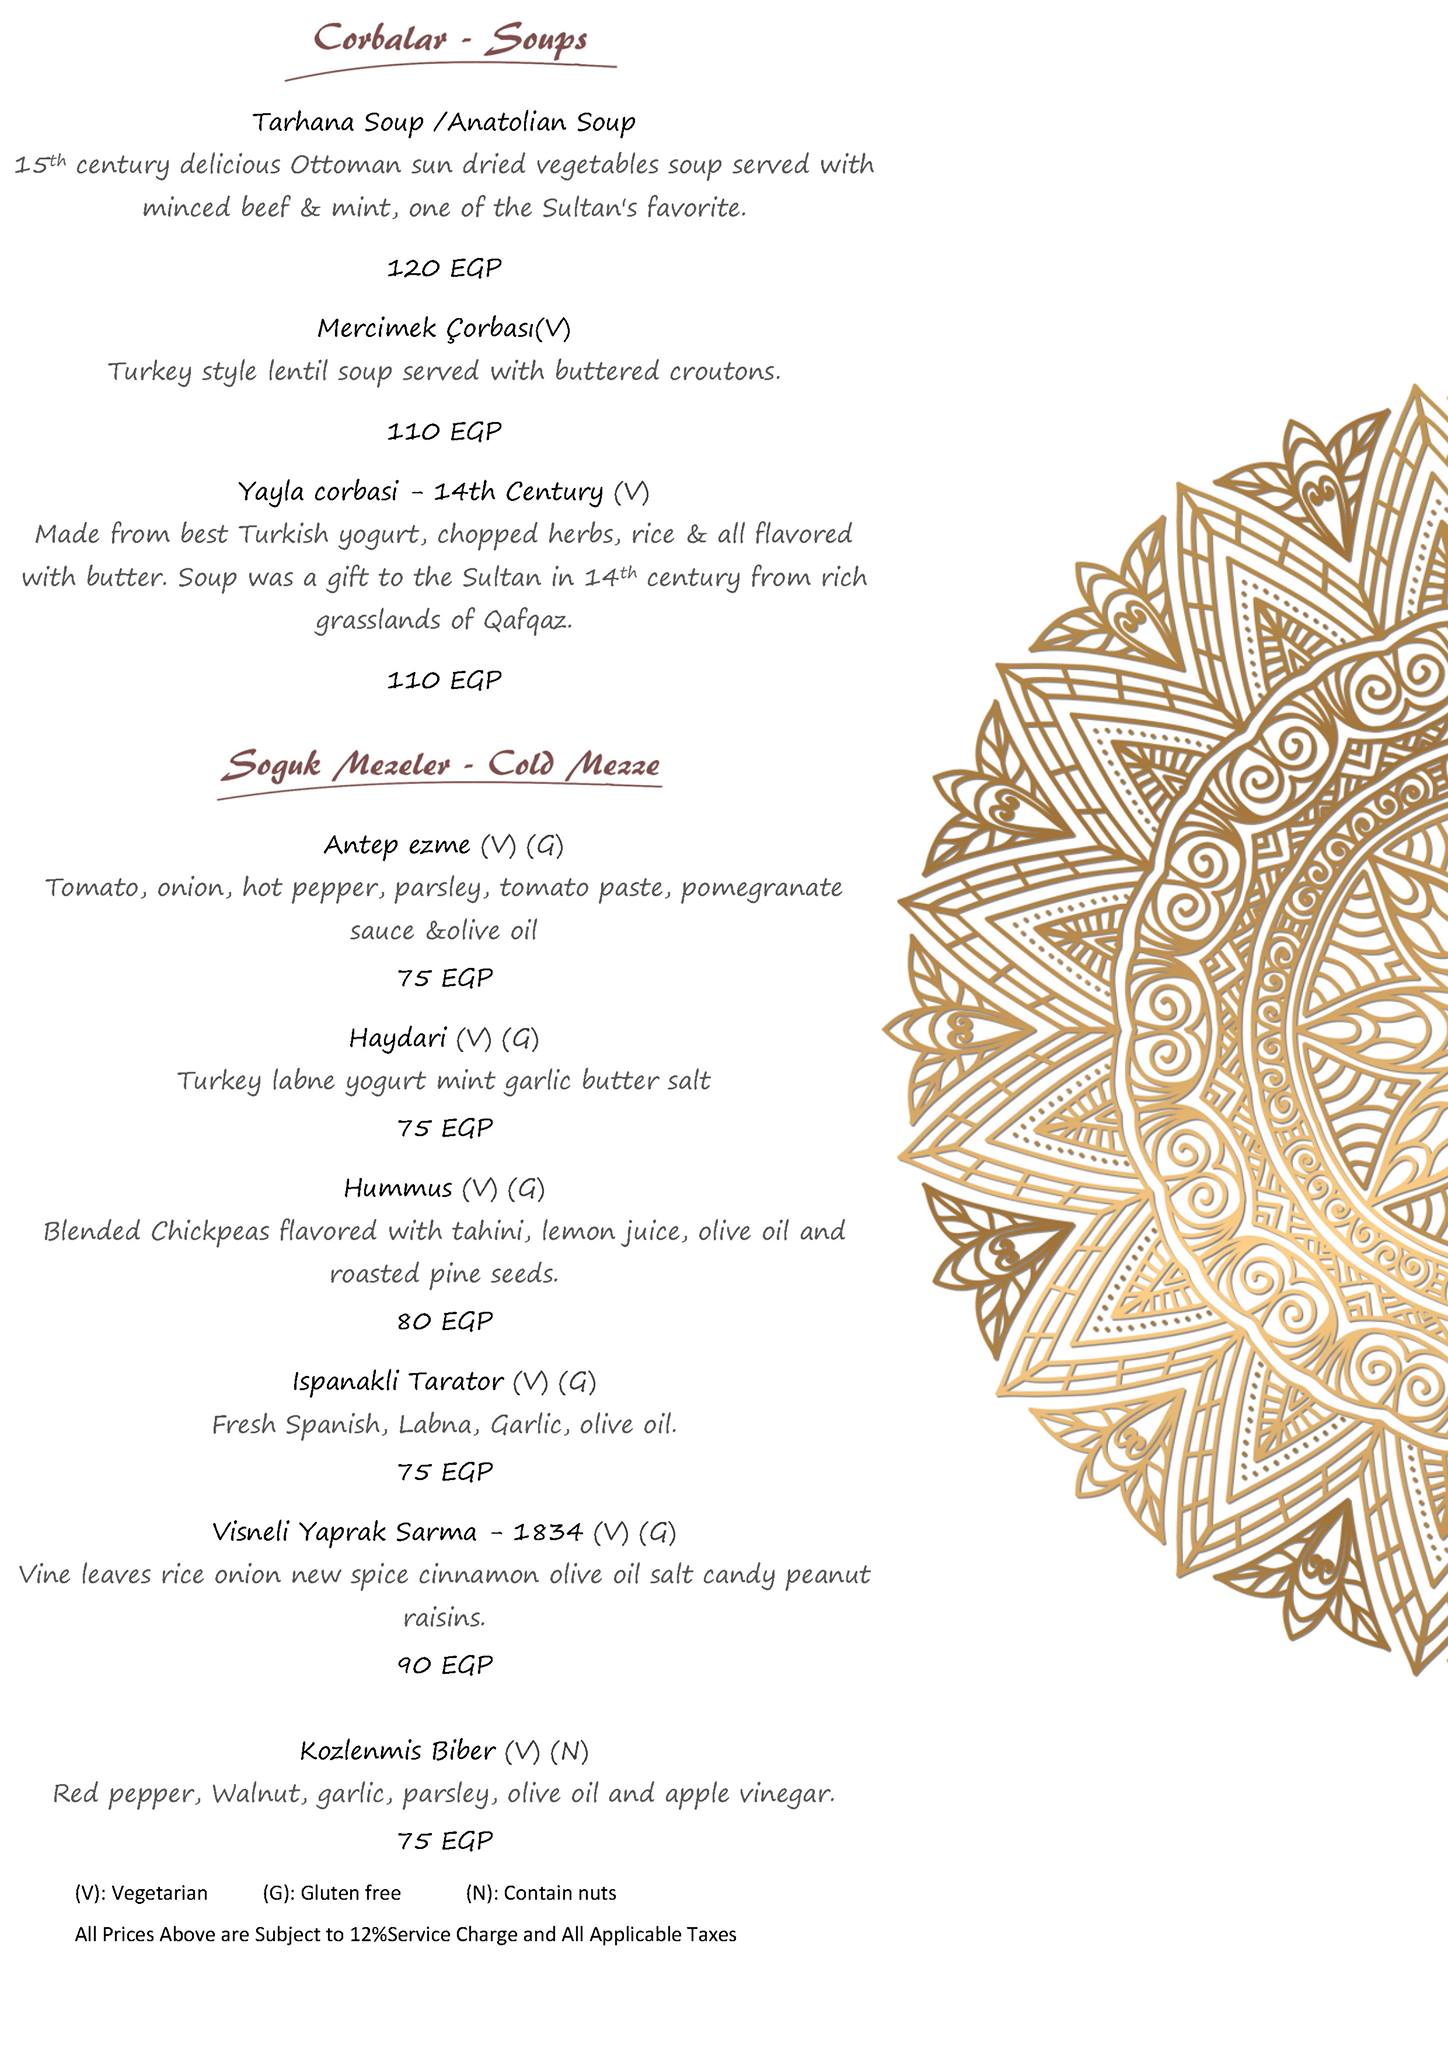 Corbalar - Soups
Tarhana Soup /Anatolian Soup
15th century delicious Ottoman sun dried vegetables soup served with
minced beef & mint, one of the Sultan's favorite.
120 EGP
Mercimek Çorbası(V)
Turkey style lentil soup served with buttered croutons.
110 EGP
Yayla corbasi - 14th Century (V)
Made from best Turkish yogurt, chopped herbs, rice & all flavored
with butter. Soup was a gift to the Sultan in 14th century from rich
grasslands of Qafqaz.
110 EGP
Soguk Mezeler - Cold Mezze
Antep ezme (V) (G)
Tomato, onion, hot pepper, parsley, tomato paste, pomegranate
sauce &olive oil
75 EGP
Haydari (V) (G)
Turkey labne yogurt mint garlic butter salt
75 EGP
Hummus (V) (G)
Blended Chickpeas flavored with tahini, lemon juice, olive oil and
roasted pine seeds.
80 EGP
Ispanakli Tarator (V) (G)
Fresh Spanish, Labna, Garlic, olive oil.
75 EGP
Visneli Yaprak Sarma - 1834 (V) (G)
Vine leaves rice onion new spice cinnamon olive oil salt candy peanut
raisins.
90 EGP
Kozlenmis Biber (V) (N)
Red pepper, Walnut, garlic, parsley, olive oil and apple vinegar.
75 EGP
(V): Vegetarian (G): Gluten free (N): Contain nuts
All Prices Above are Subject to 12%Service Charge and All Applicable Taxes